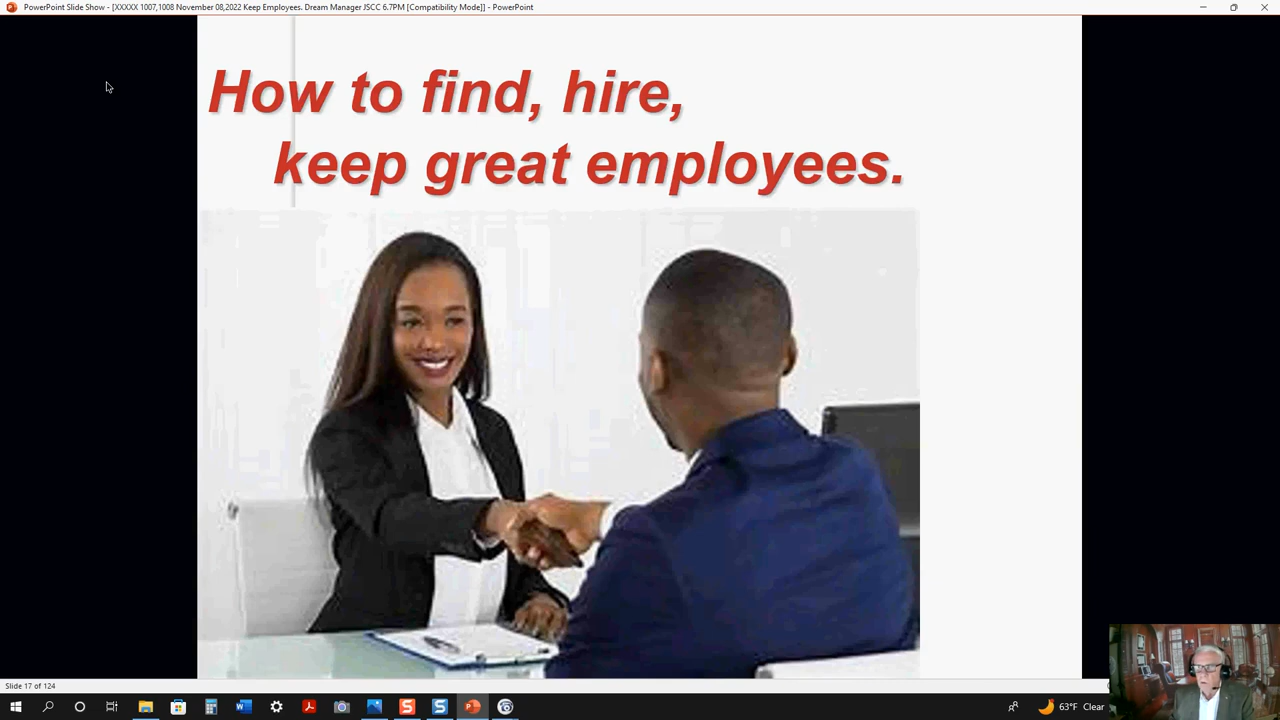 PowerPoint Slide Show - [XXXXX 1007,1008 November 08,2022 Keep Employees. Dream Manager JSCC 6.7PM [Compatibility Mode]] - PowerPoint
How to find, hire,
keep great employees.
Slide 17 of 124
63°F Clear